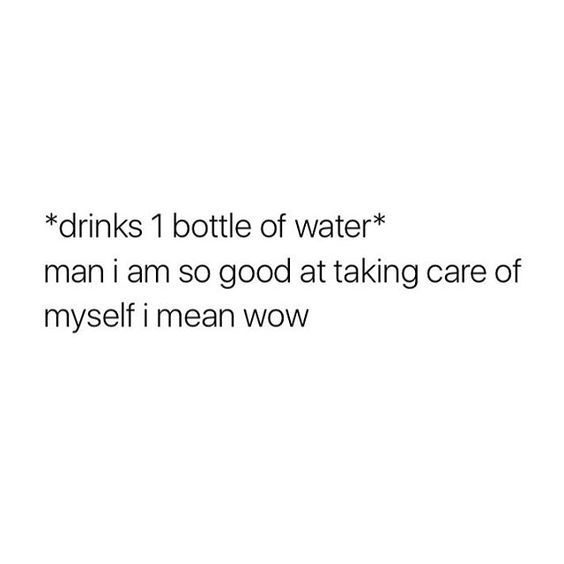 *drinks 1 bottle of water*
man i am so good at taking care of
myself i mean wow